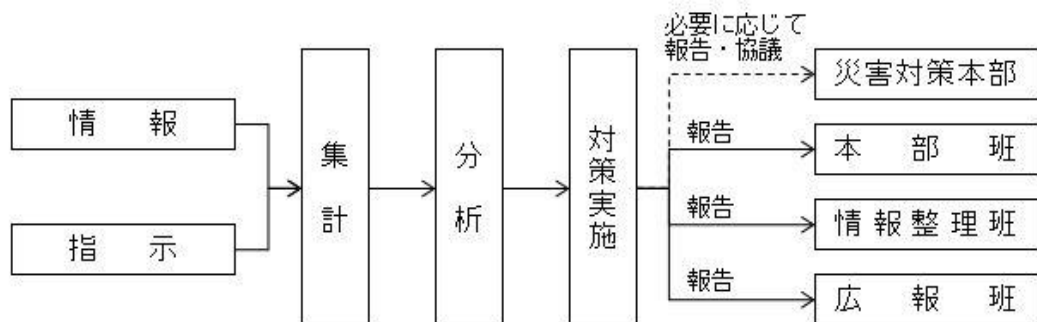 必要に応じて
報告・協議
災害対策本部
情報
報告
本部班
集計
分析
対策実施
報告
情報整理班
指示
報告
広報班